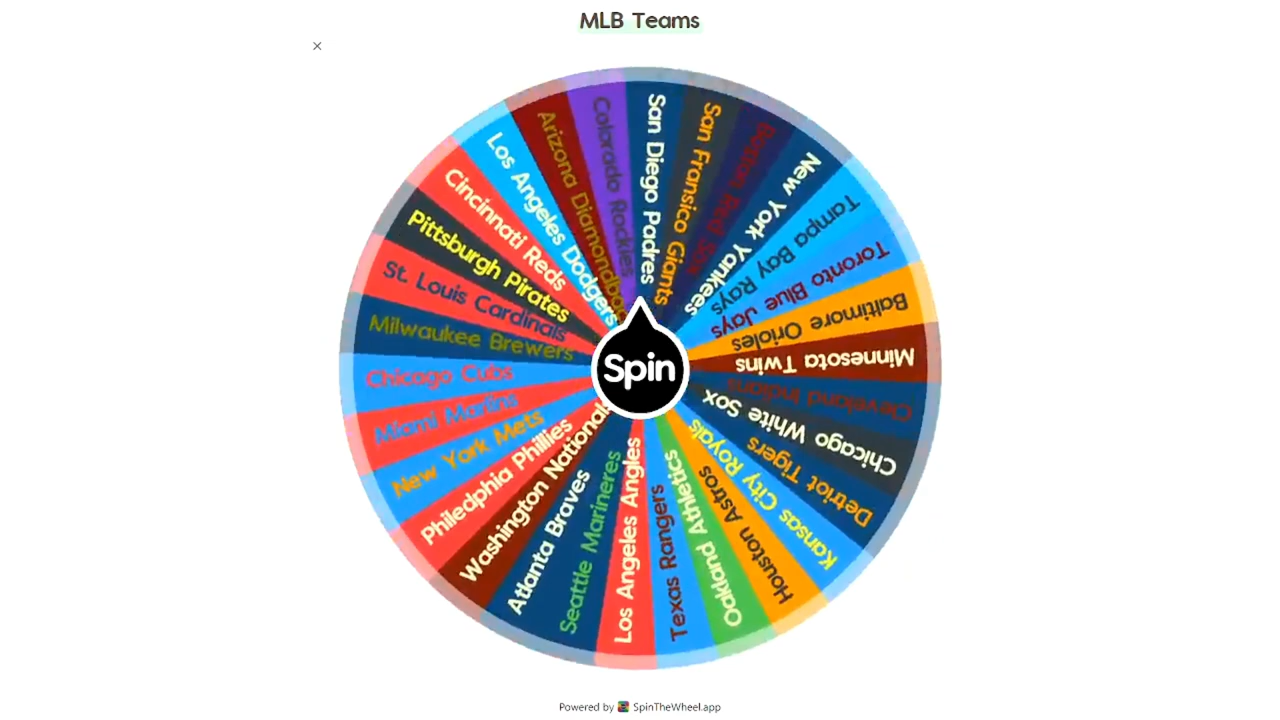 MLB Teams
×
San Diego Padres
San Fransico Giants
Boston Red Sox
New York Yankees
Tampa Bay Rays
Toronto Blue Jays
Baltimore Orioles
Minnesota Twins
Cleveland Indians
Chicago White Sox
Detriot Tigers
Kansas City Royals
Houston Astros
Oakland Athletics
Texas Rangers
Los Angeles Angles
Seattle Marineres
Atlanta Braves
Washington Nationals
Philedphia Phillies
New York Mets
Miami Marlins
Chicago Cubs
Milwaukee Brewers
St. Louis Cardinals
Pittsburgh Pirates
Cincinnati Reds
Los Angeles Dodgers
Arizona Diamondbac
Colorado Rockies
Spin
Powered by SpinTheWheel.app